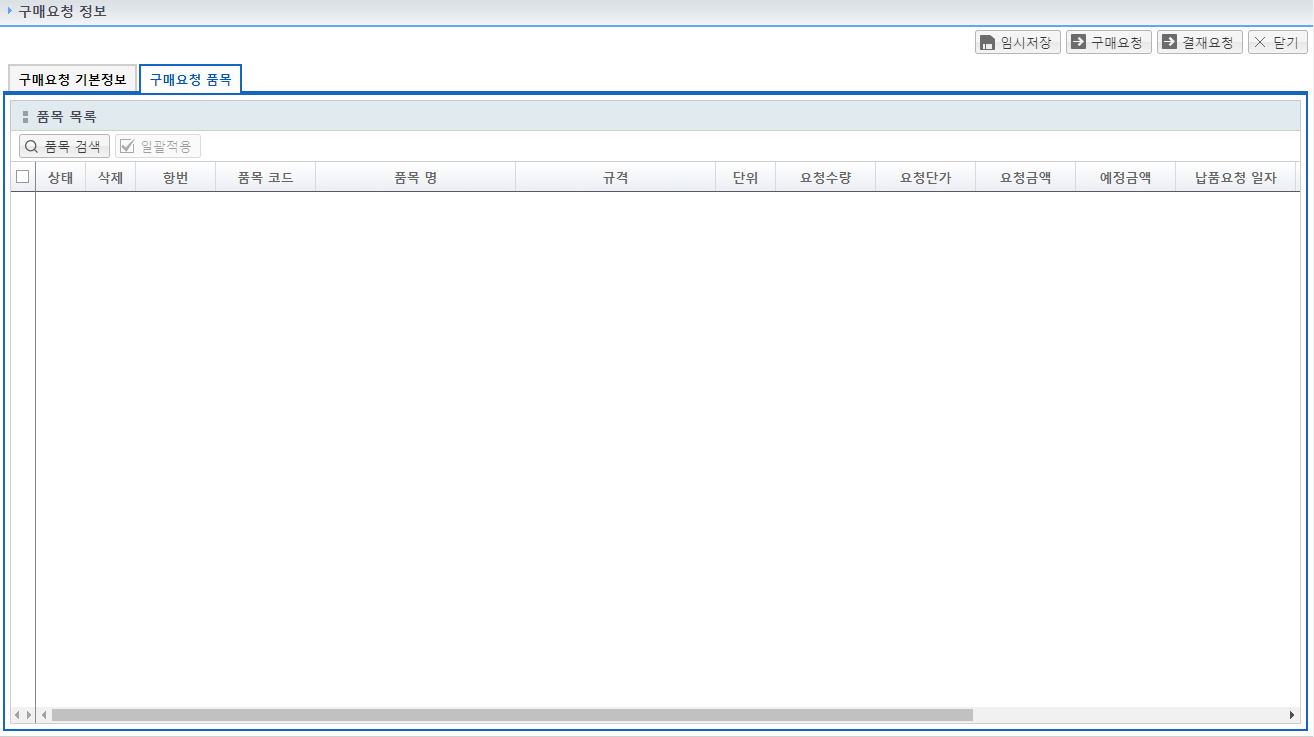 구매요청 정보
임시저장 구매요청 결재요청 닫기
구매요청 기본정보 구매요청 품목
품목 목록
품목 검색 일괄적용
상태 삭제 항번 품목 코드 품목 명 규격 단위 요청수량 요청단가 요청금액 예정금액 납품요청 일자